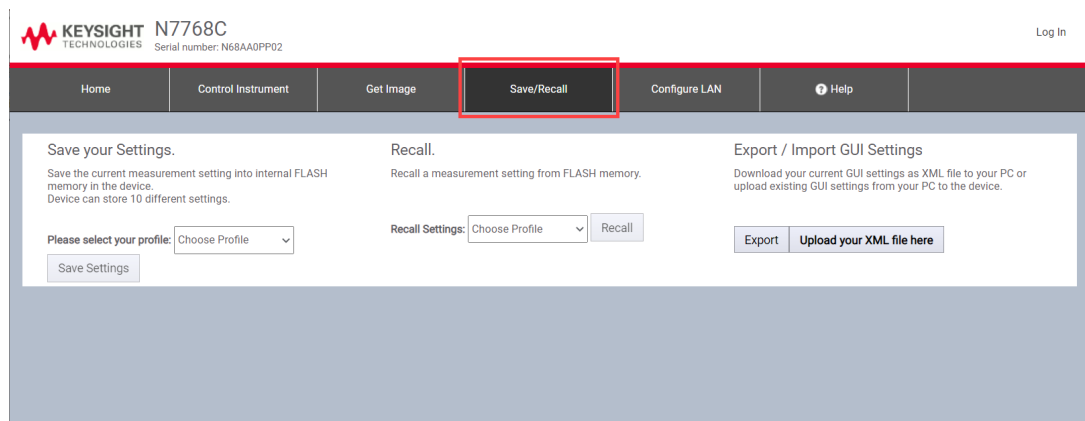 KEYSIGHT
TECHNOLOGIES
N7768C
Serial number: N68AA0PP02
Log In
Home
Control Instrument
Get Image
Save/Recall
Configure LAN
? Help
Save your Settings.
Save the current measurement setting into internal FLASH
memory in the device.
Device can store 10 different settings.
Please select your profile: Choose Profile
Save Settings
Recall.
Recall a measurement setting from FLASH memory.
Recall Settings: Choose Profile
Recall
Export / Import GUI Settings
Download your current GUI settings as XML file to your PC or
upload existing GUI settings from your PC to the device.
Export
Upload your XML file here